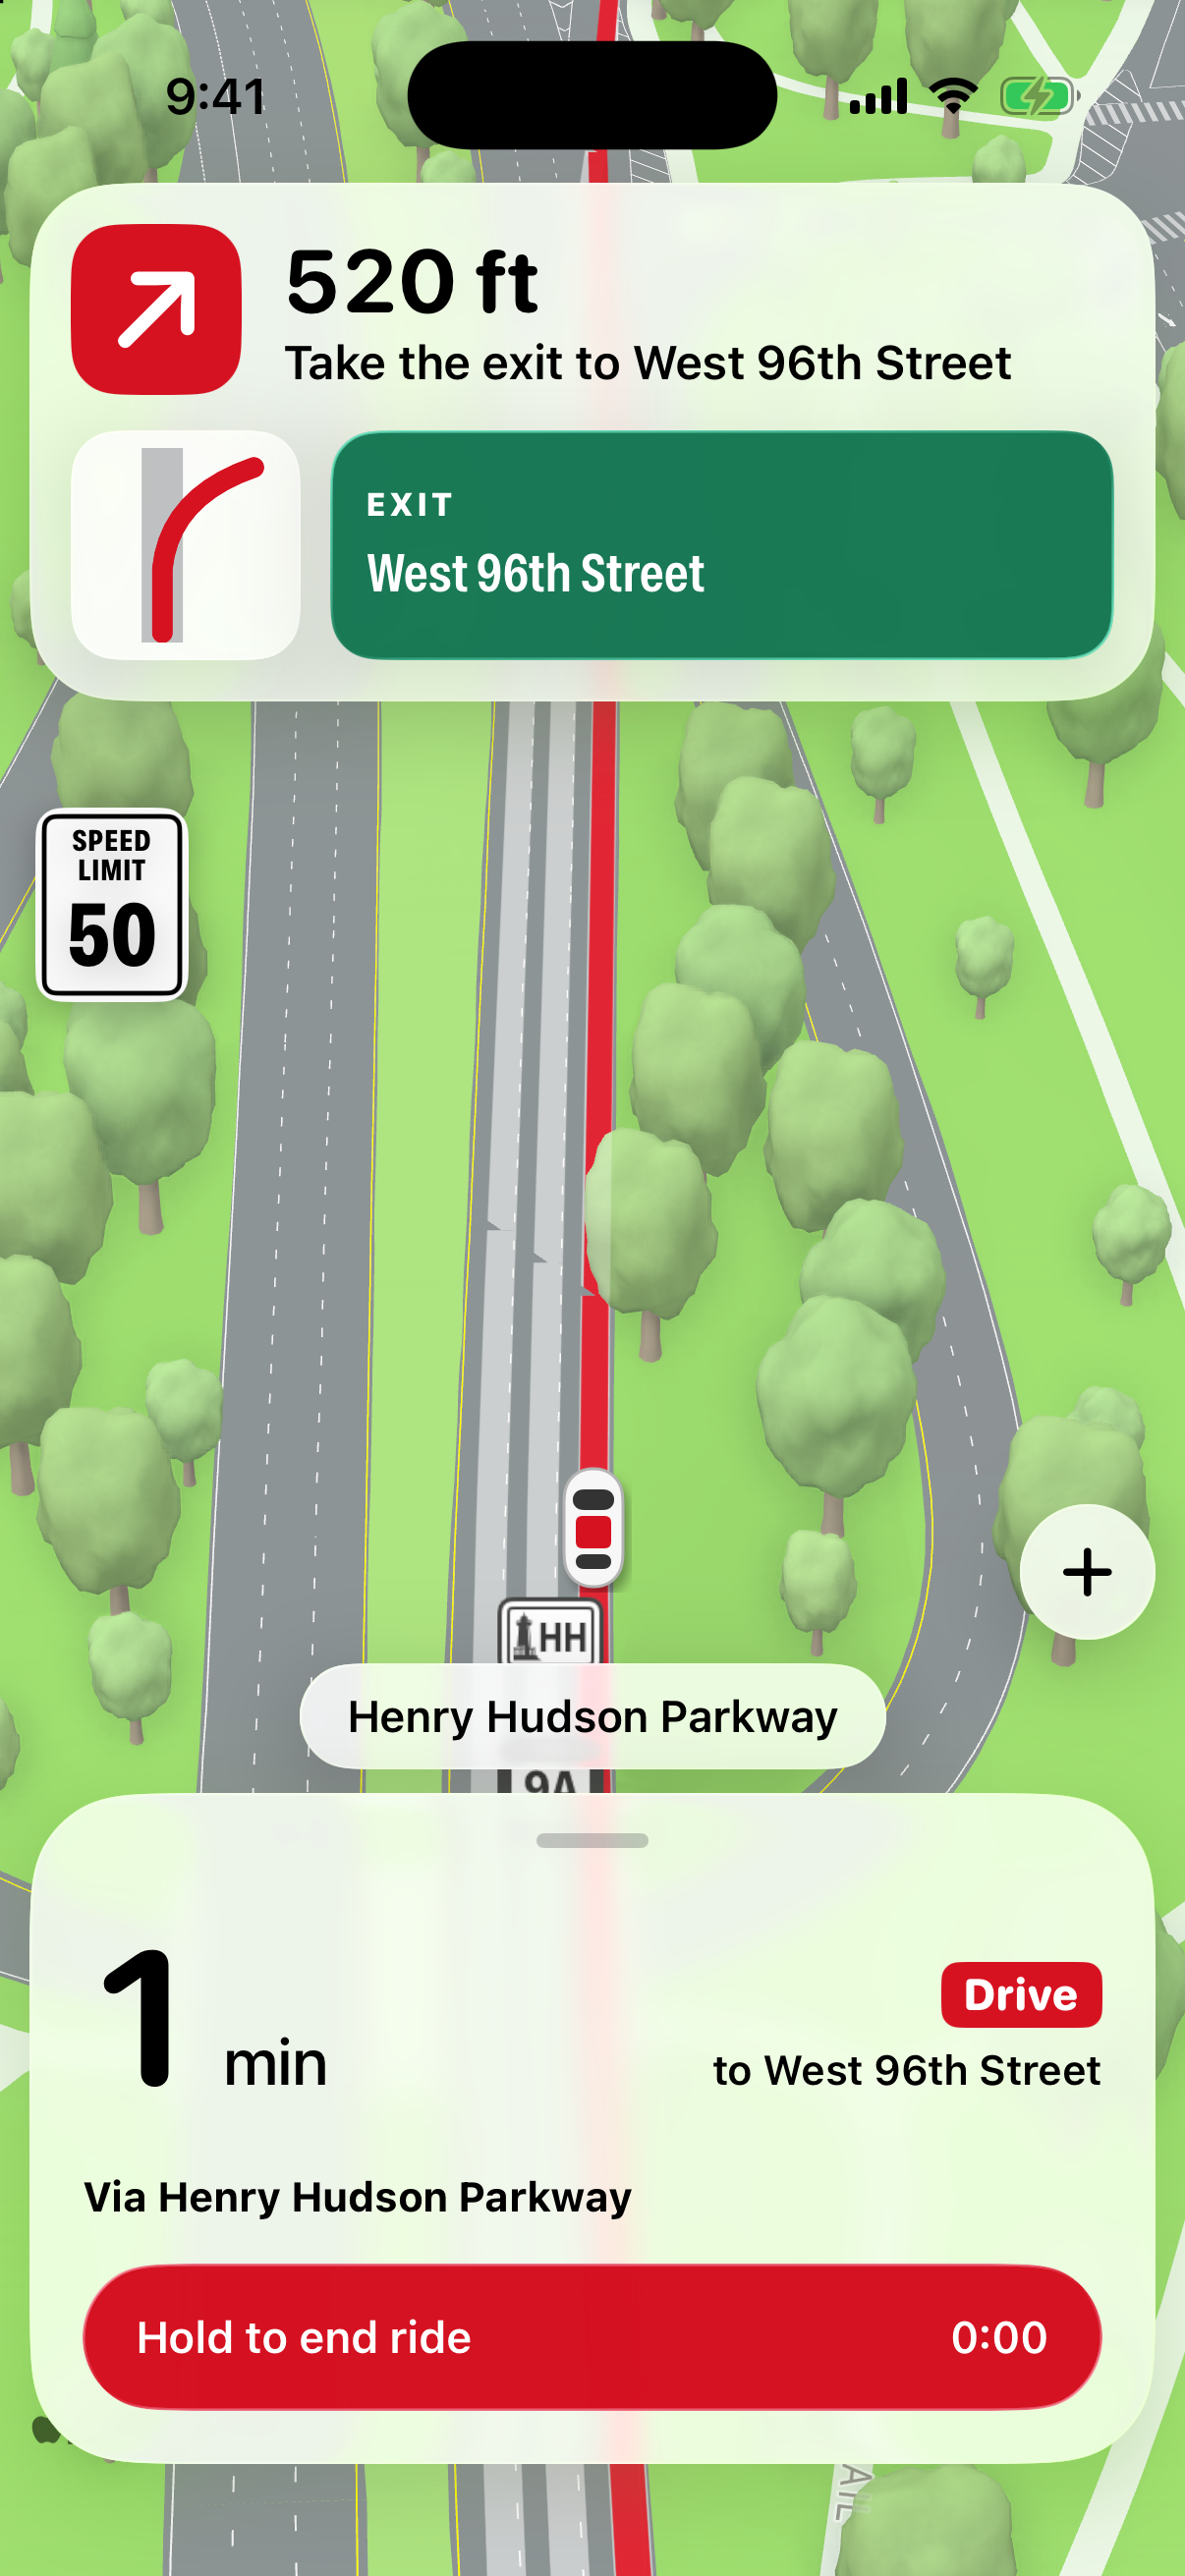 9:41
520 ft
Take the exit to West 96th Street
EXIT
West 96th Street
SPEED
LIMIT
50
HH
Henry Hudson Parkway
9A
1 min
Drive
to West 96th Street
Via Henry Hudson Parkway
Hold to end ride 0:00
AIL